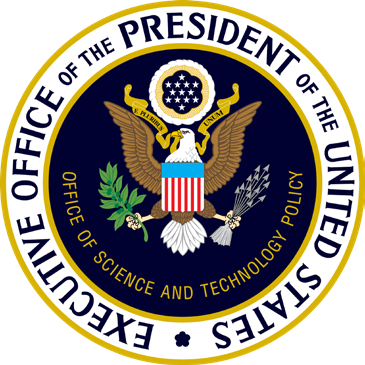 EXECUTIVE OFFICE OF THE PRESIDENT OF THE UNITED STATES
E PLURIBUS UNUM
OFFICE OF SCIENCE AND TECHNOLOGY POLICY